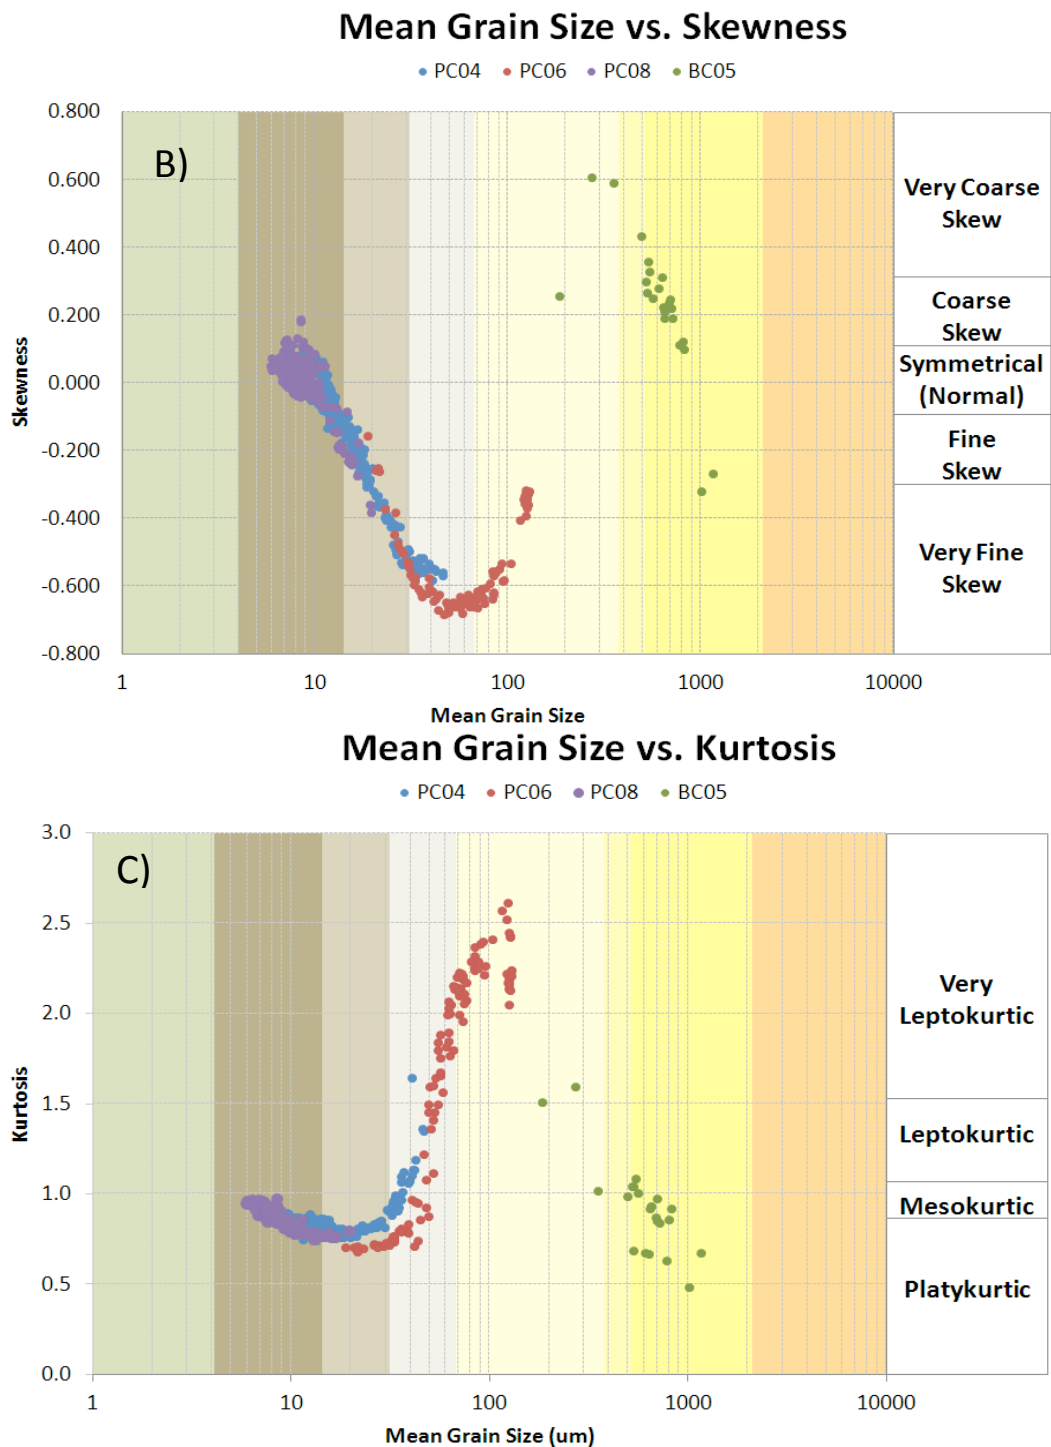 Mean Grain Size vs. Skewness
PC04 PC06 PC08 BC05
0.800
B)
0.600
Very Coarse
Skew
0.400
0.200
Coarse
Skew
0.000
Symmetrical
(Normal)
Skewness
-0.200
Fine
Skew
-0.400
-0.600
Very Fine
Skew
-0.800
1 10 100 1000 10000
Mean Grain Size
Mean Grain Size vs. Kurtosis
PC04 PC06 PC08 BC05
3.0
C)
2.5
2.0
Very
Leptokurtic
1.5
Kurtosis
Leptokurtic
1.0
Mesokurtic
0.5
Platykurtic
0.0
1 10 100 1000 10000
Mean Grain Size (um)